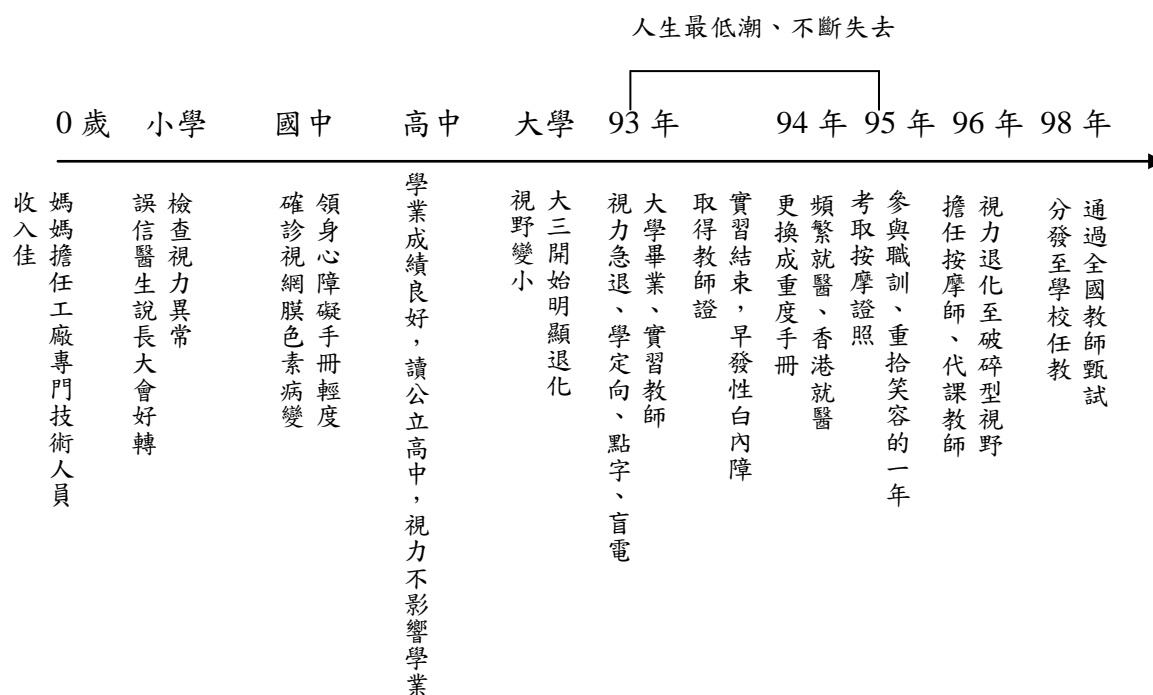 人生最低潮、不斷失去
0 歲 小學 國中 高中 大學 93 年 94 年 95 年 96 年 98 年
媽媽擔任工廠專門技術人員
收入佳
檢查視力異常
誤信醫生說長大會好轉
領身心障礙手冊輕度
確診視網膜色素病變
學業成績良好，讀公立高中，視力不影響學業
大三開始明顯退化
視野變小
大學畢業、實習教師
視力急退、學定向、點字、盲電
實習結束，早發性白內障
取得教師證
頻繁就醫、香港就醫
更換成重度手冊
參與職訓、重拾笑容的一年
考取按摩證照
視力退化至破碎型視野
擔任按摩師、代課教師
通過全國教師甄試
分發至學校任教